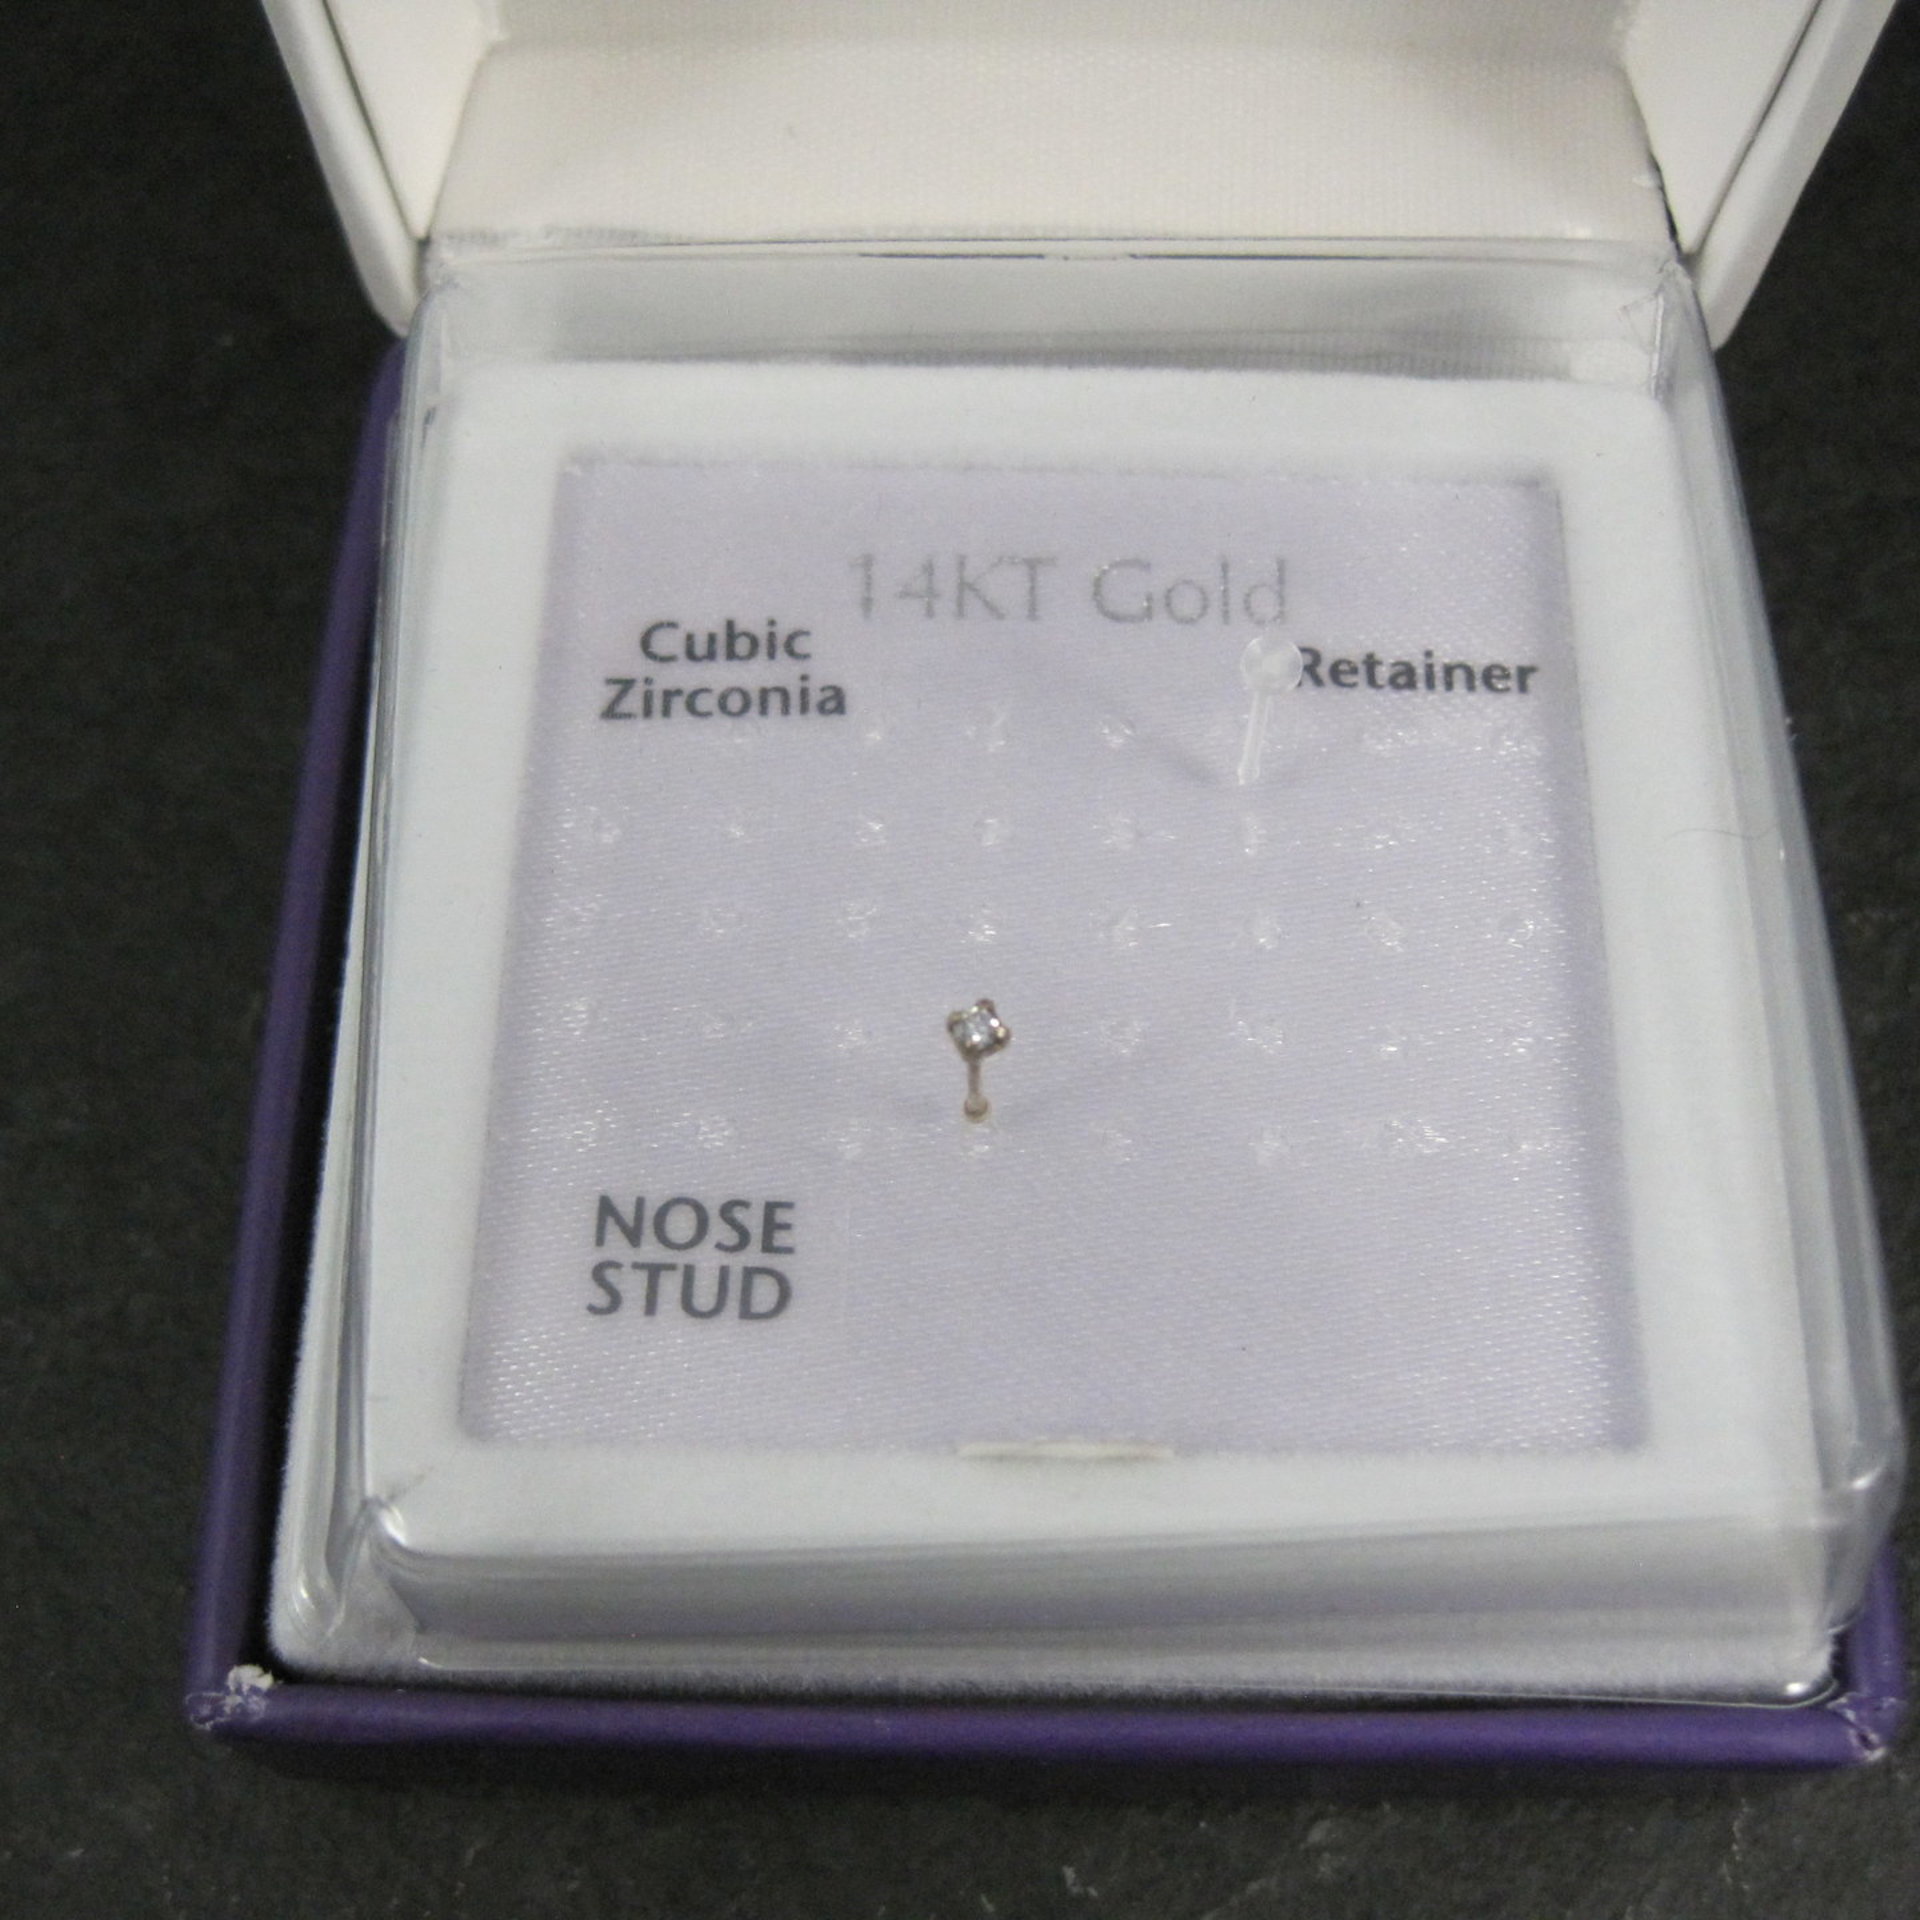 14KT Gold
Cubic
Zirconia
Retainer
NOSE
STUD